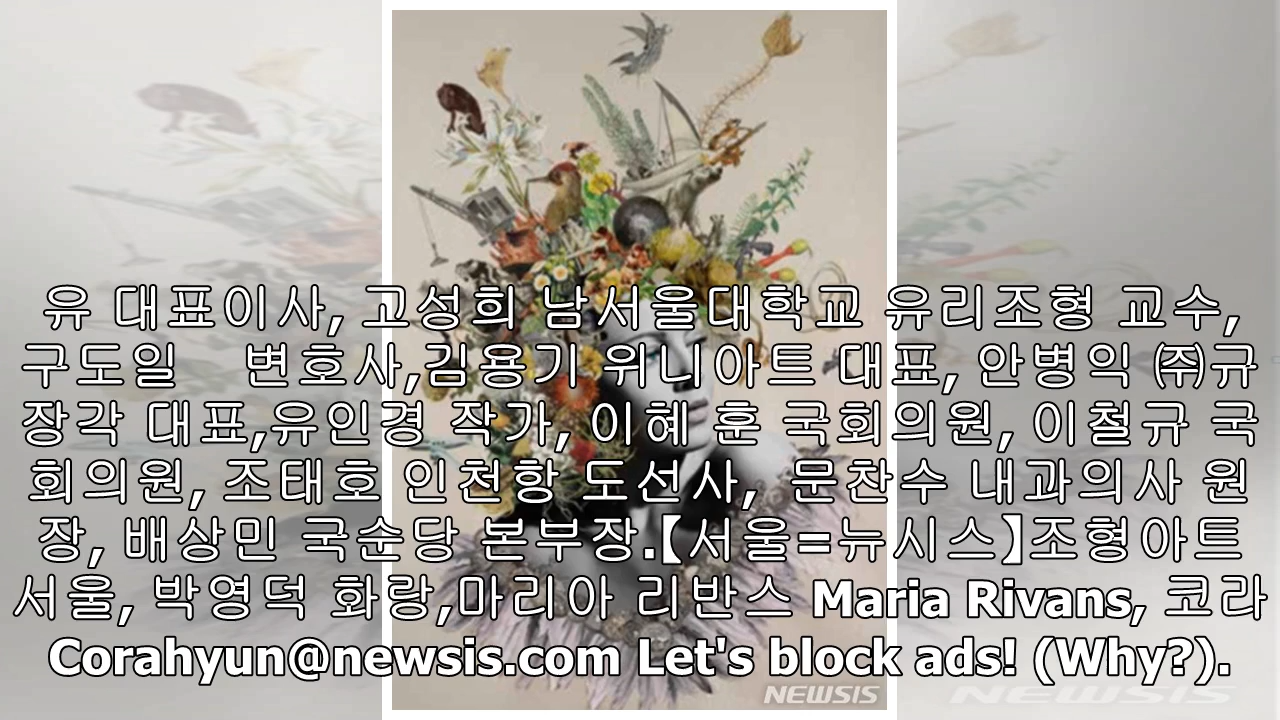 유 대표이사, 고성희 남서울대학교 유리조형 교수,
구도일 변호사,김용기 위니아트 대표, 안병익 ㈜규
장각 대표,유인경 작가, 이혜 훈 국회의원, 이철규 국
회의원, 조태호 인천항 도선사, 문찬수 내과의사 원
장, 배상민 국순당 본부장.【서울=뉴시스】조형아트
서울, 박영덕 화랑,마리아 리반스 Maria Rivans, 코라
Corahyun@newsis.com Let's block ads! (Why?).
NEWSIS
NEWSIS